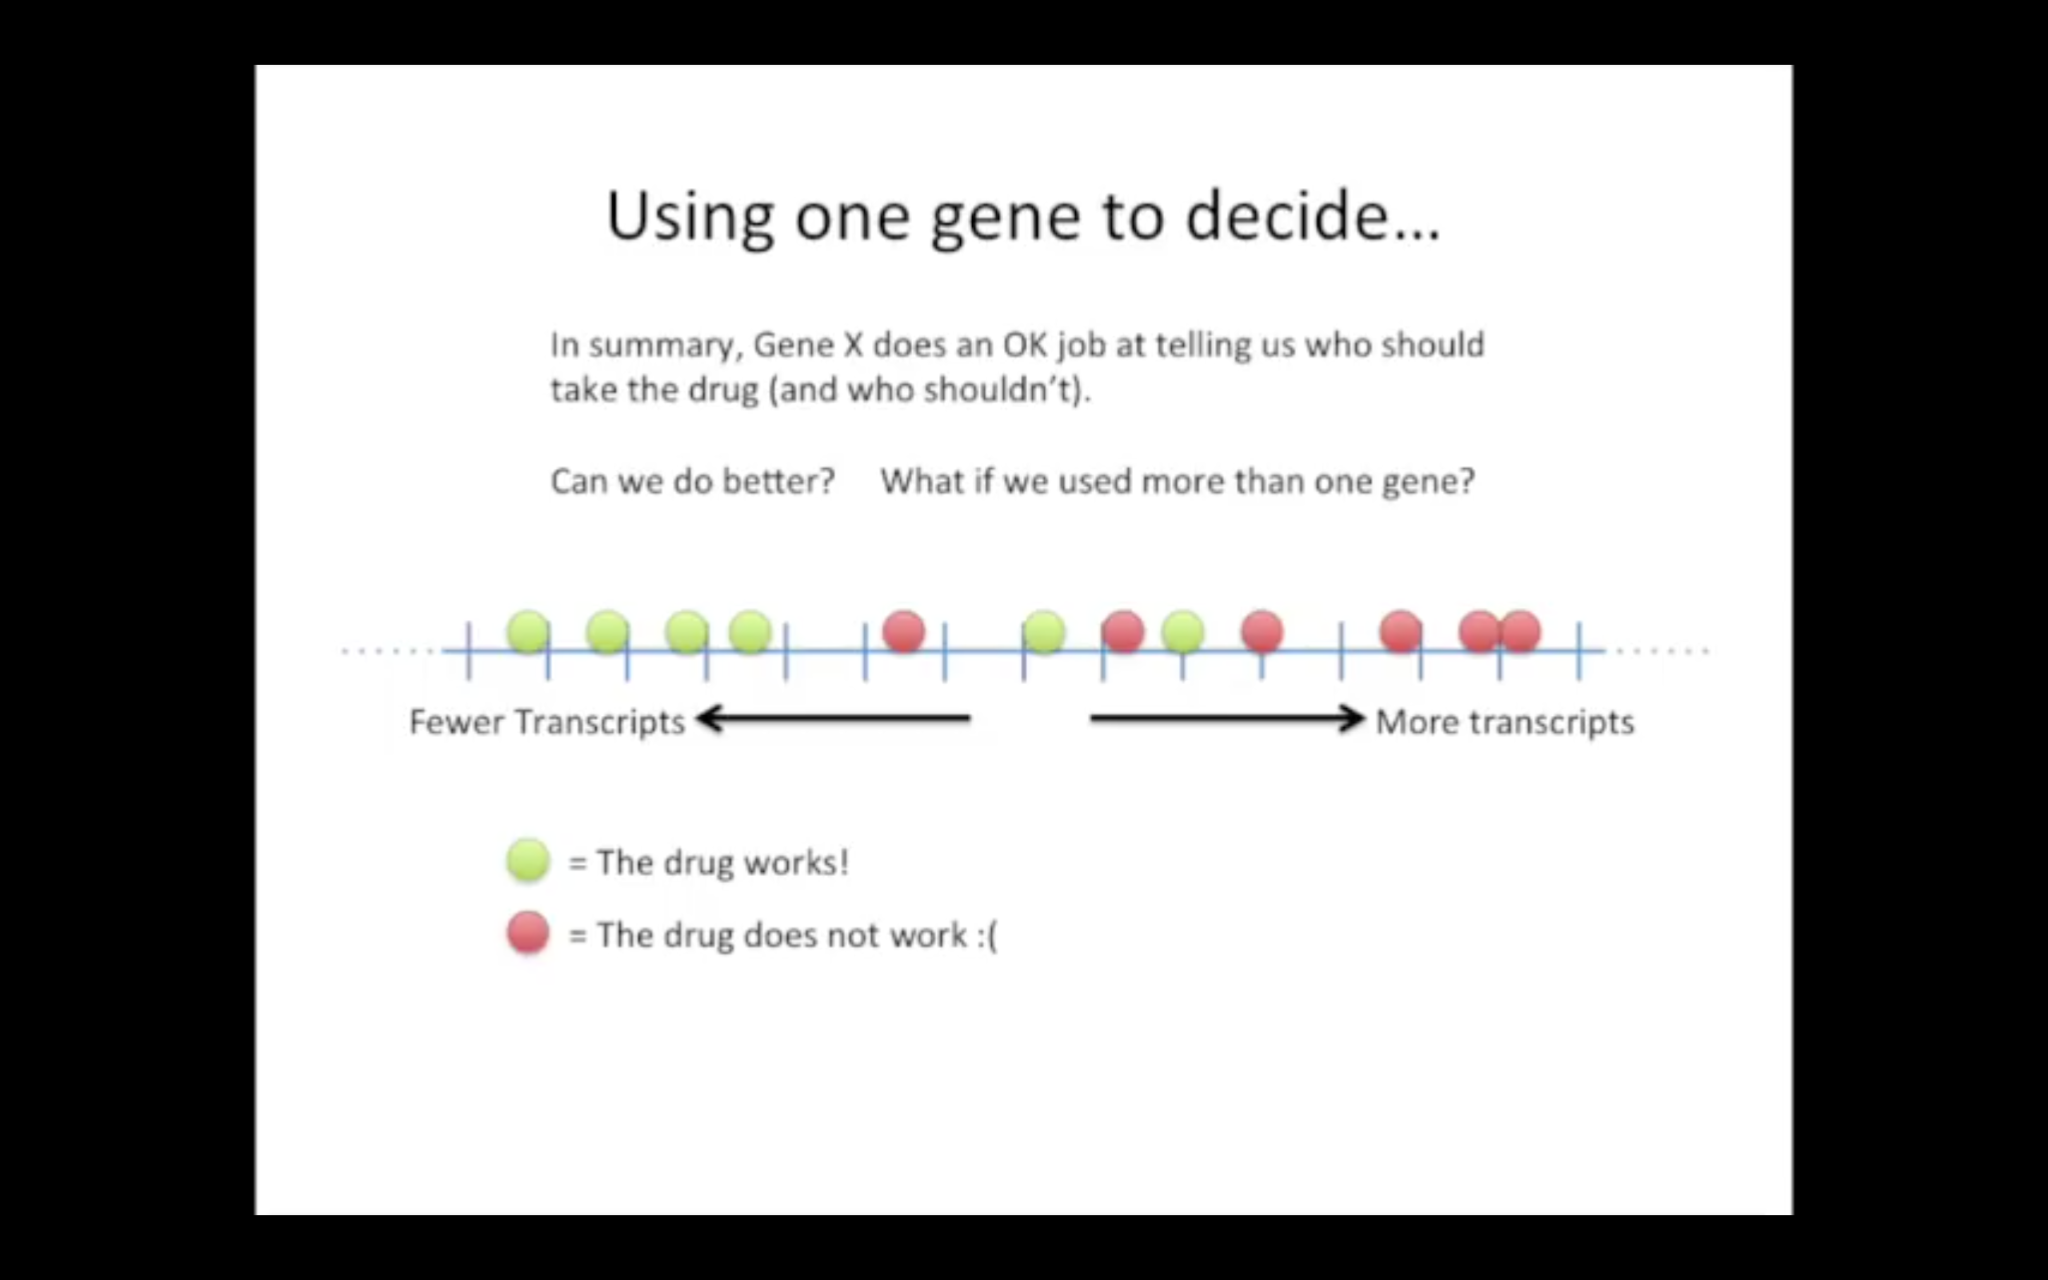 Using one gene to decide...
In summary, Gene X does an OK job at telling us who should
take the drug (and who shouldn't).
Can we do better? What if we used more than one gene?
Fewer Transcripts More transcripts
= The drug works!
= The drug does not work :(